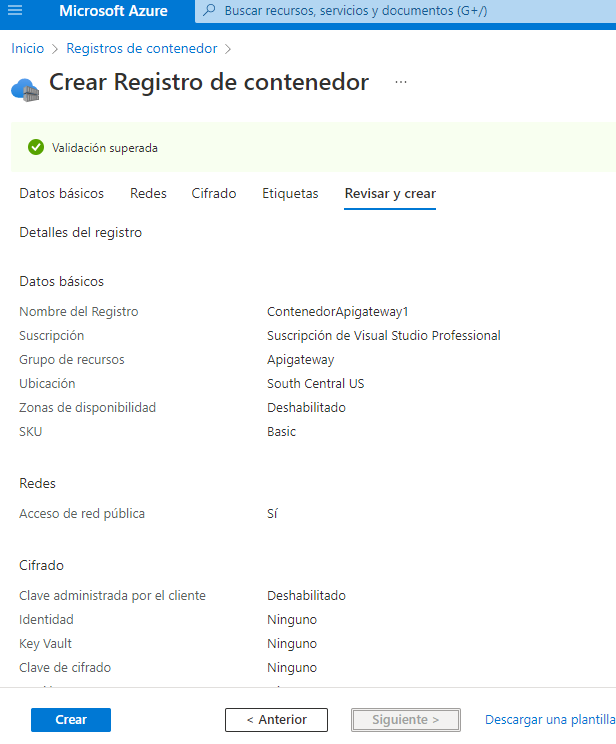 Microsoft Azure
Buscar recursos, servicios y documentos (G+/)
Inicio > Registros de contenedor >
Crear Registro de contenedor ...
Validación superada
Datos básicos Redes Cifrado Etiquetas Revisar y crear
Detalles del registro
Datos básicos
Nombre del Registro ContenedorApigateway1
Suscripción Suscripción de Visual Studio Professional
Grupo de recursos Apigateway
Ubicación South Central US
Zonas de disponibilidad Deshabilitado
SKU Basic
Redes
Acceso de red pública Sí
Cifrado
Clave administrada por el cliente Deshabilitado
Identidad Ninguno
Key Vault Ninguno
Clave de cifrado Ninguno
Crear < Anterior Siguiente > Descargar una plantilla